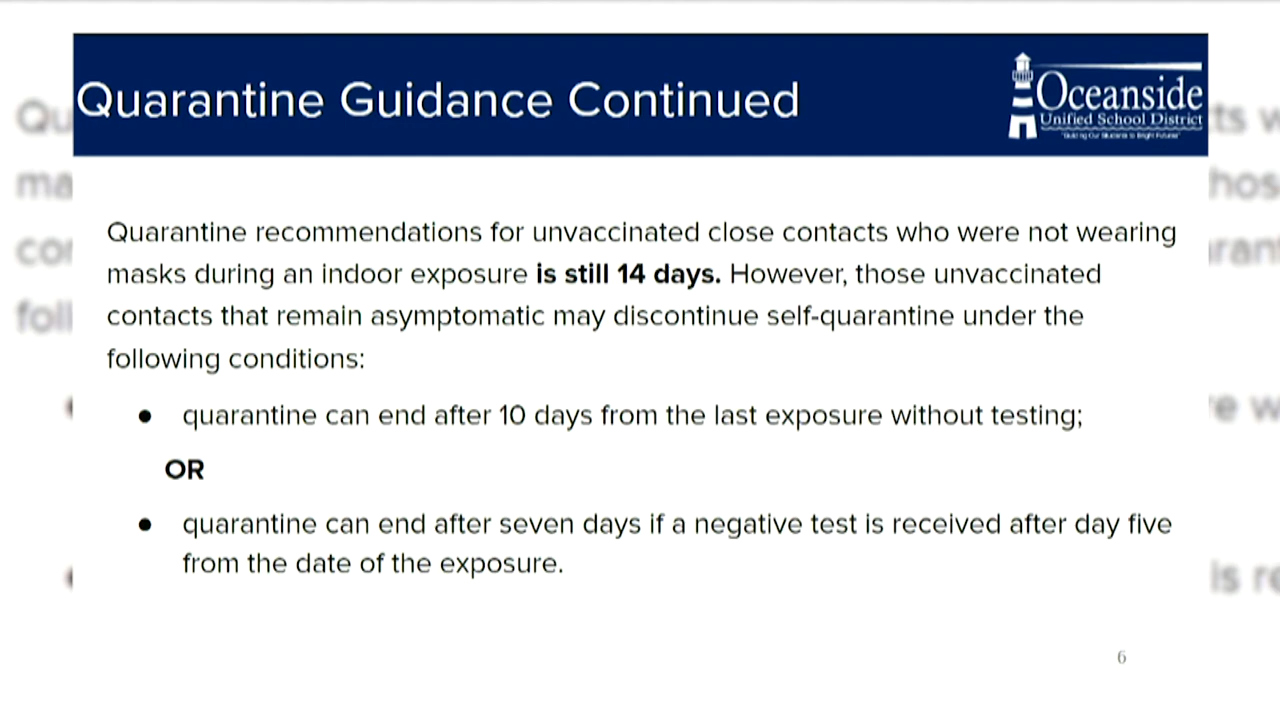 Quarantine Guidance Continued
Oceanside
Unified School District
Quarantine recommendations for unvaccinated close contacts who were not wearing
masks during an indoor exposure is still 14 days. However, those unvaccinated
contacts that remain asymptomatic may discontinue self-quarantine under the
following conditions:
● quarantine can end after 10 days from the last exposure without testing;
OR
● quarantine can end after seven days if a negative test is received after day five
from the date of the exposure.
6